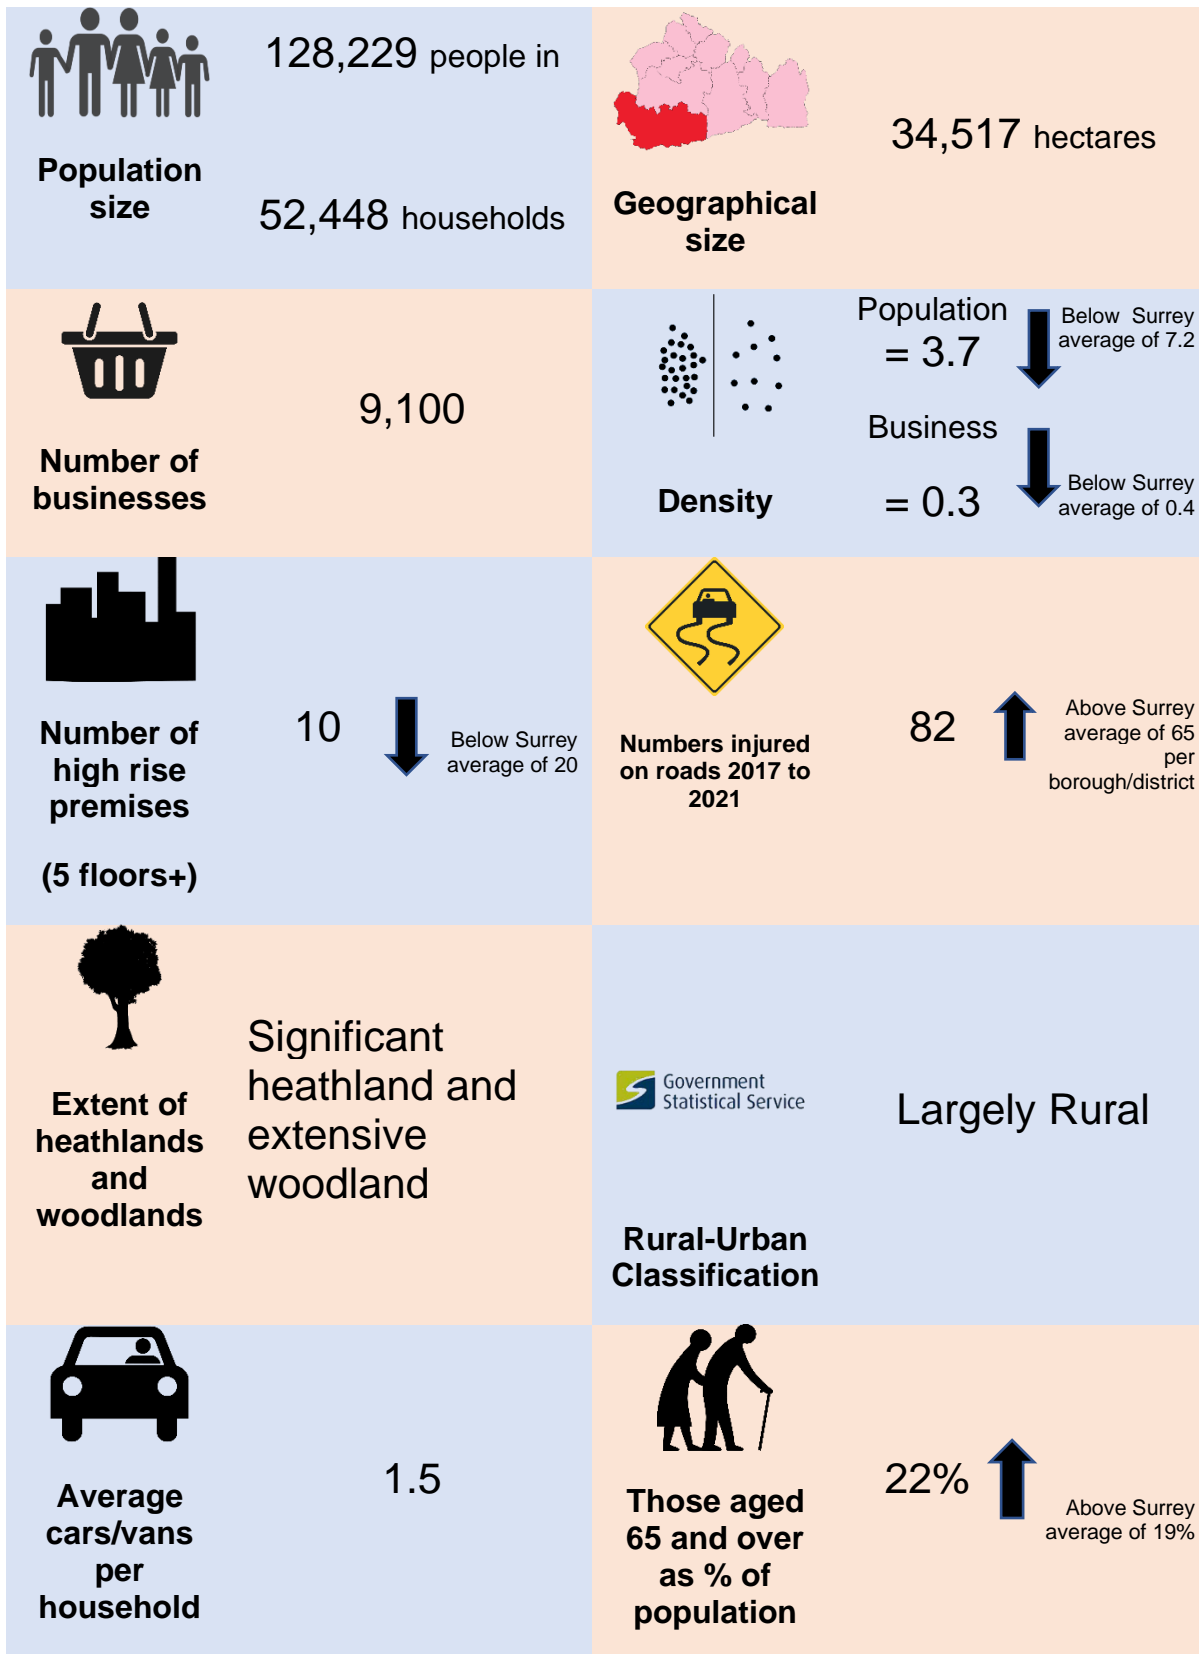 128,229 people in
Population
size
52,448 households
34,517 hectares
Geographical
size
9,100
Number of
businesses
Population
= 3.7
Below Surrey
average of 7.2
Business
= 0.3
Below Surrey
average of 0.4
Density
Number of
high rise
premises
(5 floors+)
10
Below Surrey
average of 20
Numbers injured
on roads 2017 to
2021
82
Above Surrey
average of 65
per
borough/district
Extent of
heathlands
and
woodlands
Significant
heathland and
extensive
woodland
Government
Statistical Service
Largely Rural
Rural-Urban
Classification
Average
cars/vans
per
household
1.5
Those aged
65 and over
as % of
population
22%
Above Surrey
average of 19%